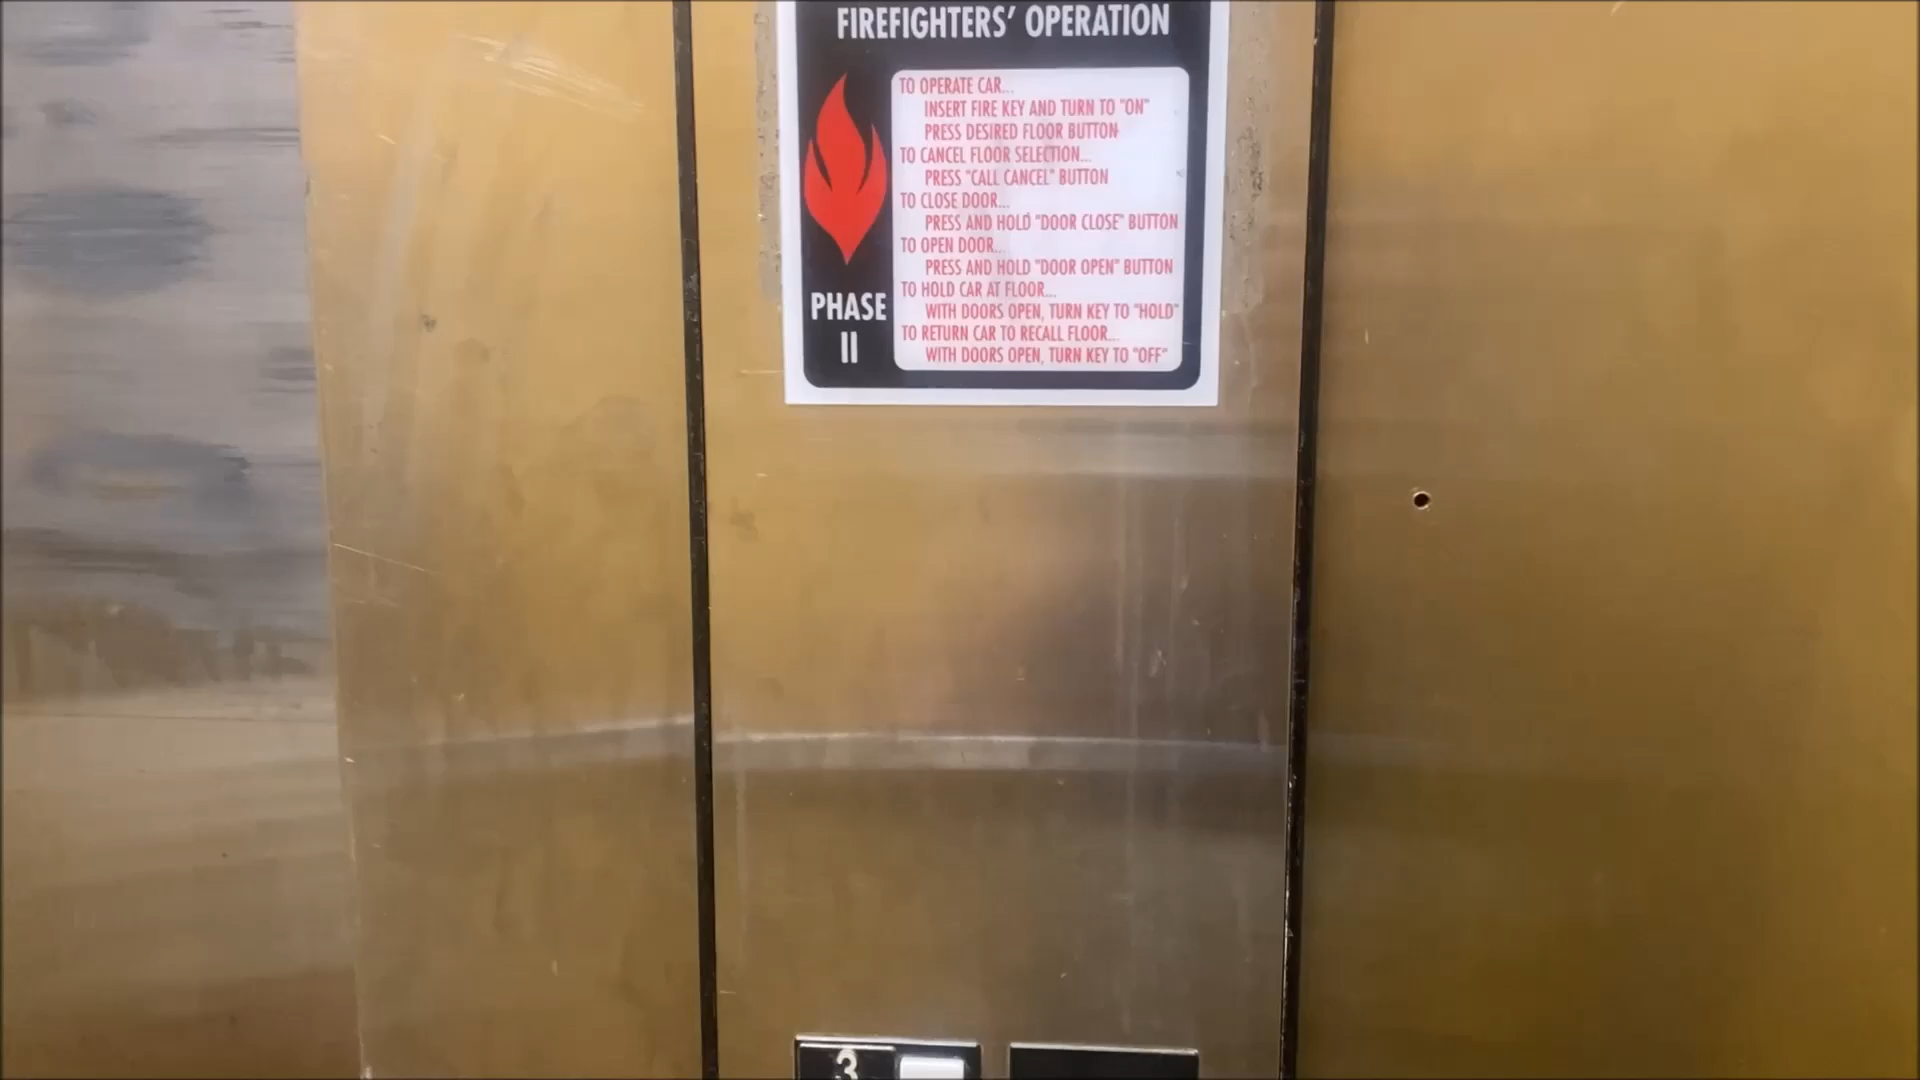 FIREFIGHTERS' OPERATION
TO OPERATE CAR...
INSERT FIRE KEY AND TURN TO "ON"
PRESS DESIRED FLOOR BUTTON
TO CANCEL FLOOR SELECTION...
PRESS "CALL CANCEL" BUTTON
TO CLOSE DOOR...
PRESS AND HOLD "DOOR CLOSE" BUTTON
TO OPEN DOOR...
PRESS AND HOLD "DOOR OPEN" BUTTON
TO HOLD CAR AT FLOOR...
WITH DOORS OPEN, TURN KEY TO "HOLD"
TO RETURN CAR TO RECALL FLOOR...
WITH DOORS OPEN, TURN KEY TO "OFF"
PHASE
II
3